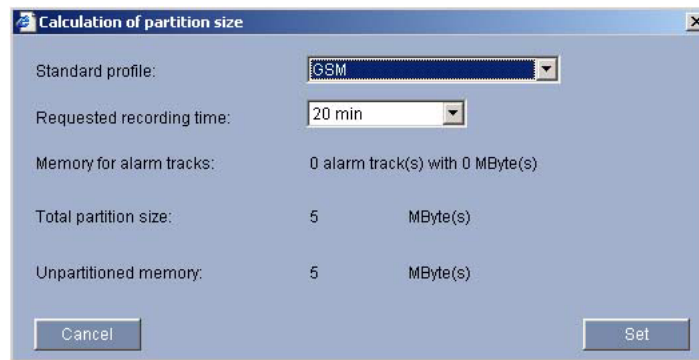 Calculation of partition size
Standard profile: GSM
Requested recording time: 20 min
Memory for alarm tracks: 0 alarm track(s) with 0 MByte(s)
Total partition size: 5 MByte(s)
Unpartitioned memory: 5 MByte(s)
Cancel Set